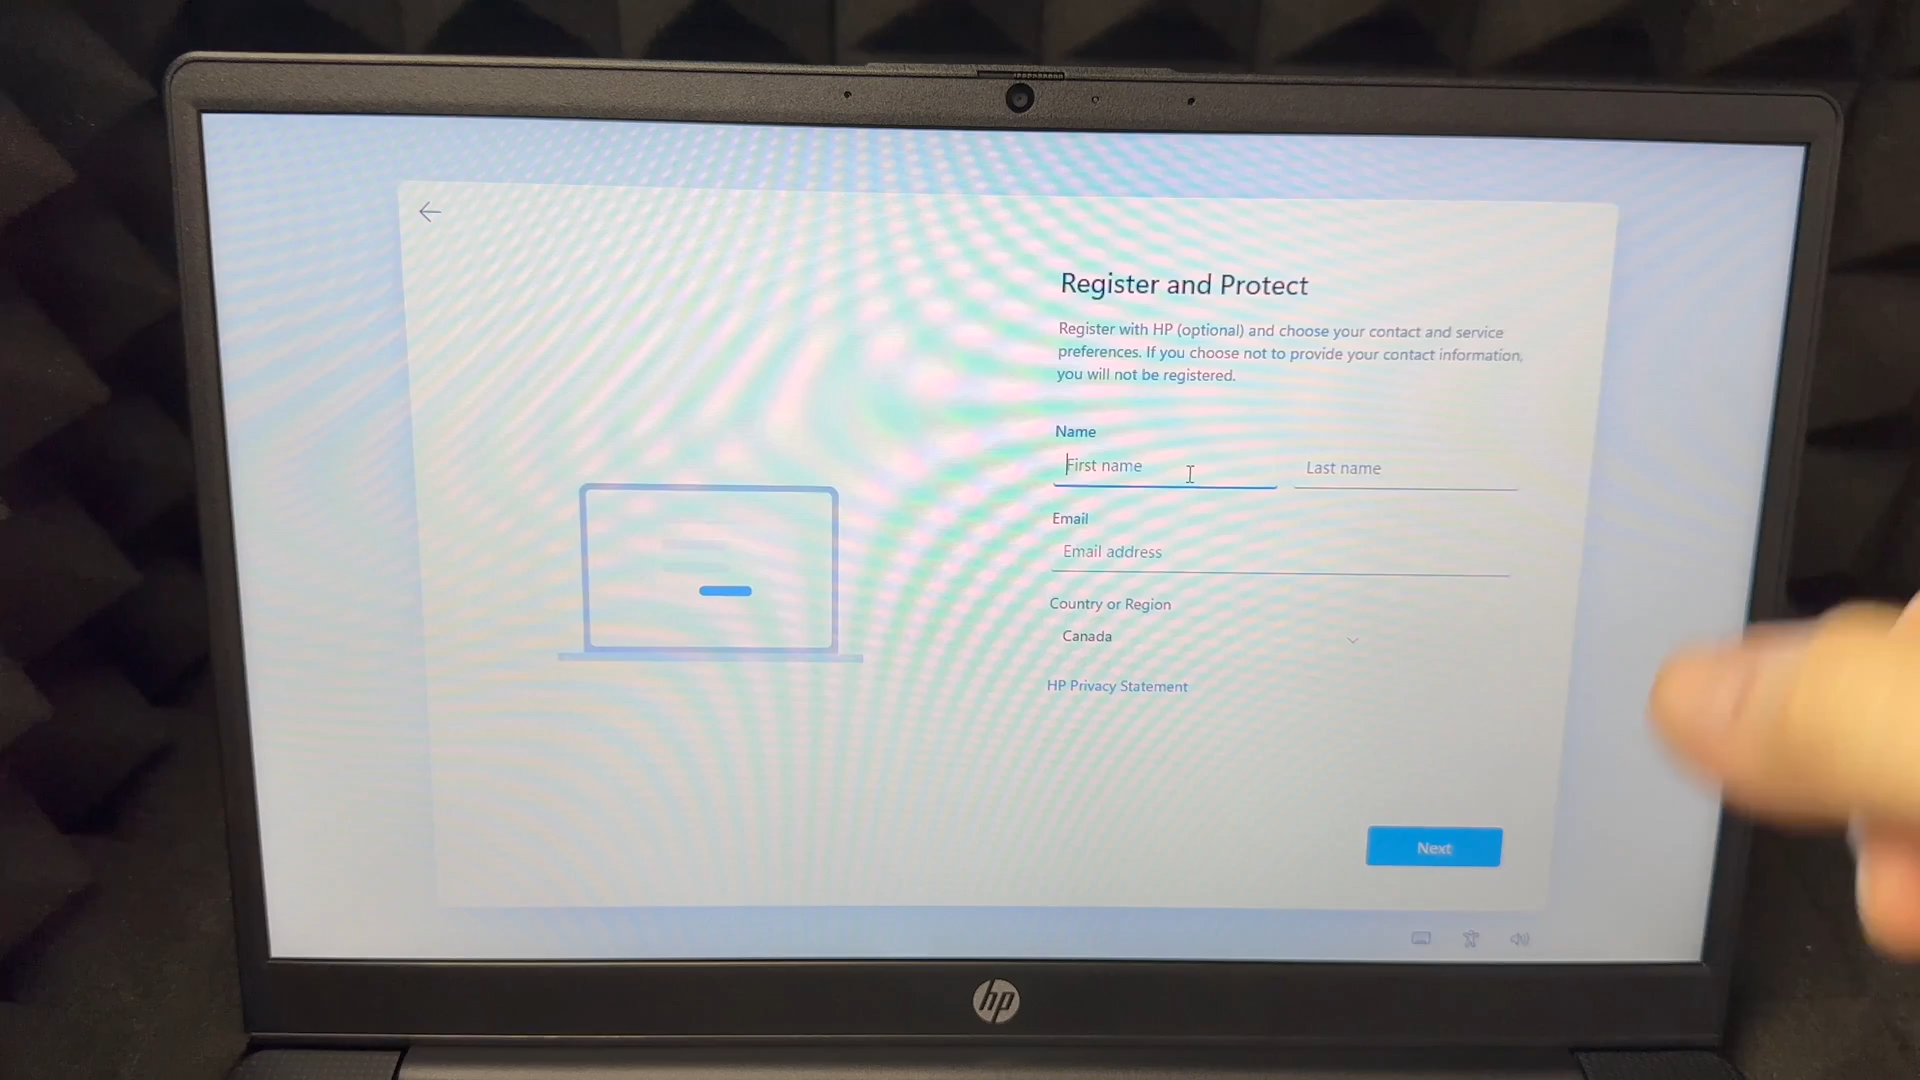 Register and Protect
Register with HP (optional) and choose your contact and service
preferences. If you choose not to provide your contact information,
you will not be registered.
Name
First name
Last name
Email
Email address
Country or Region
Canada
HP Privacy Statement
Next
hp